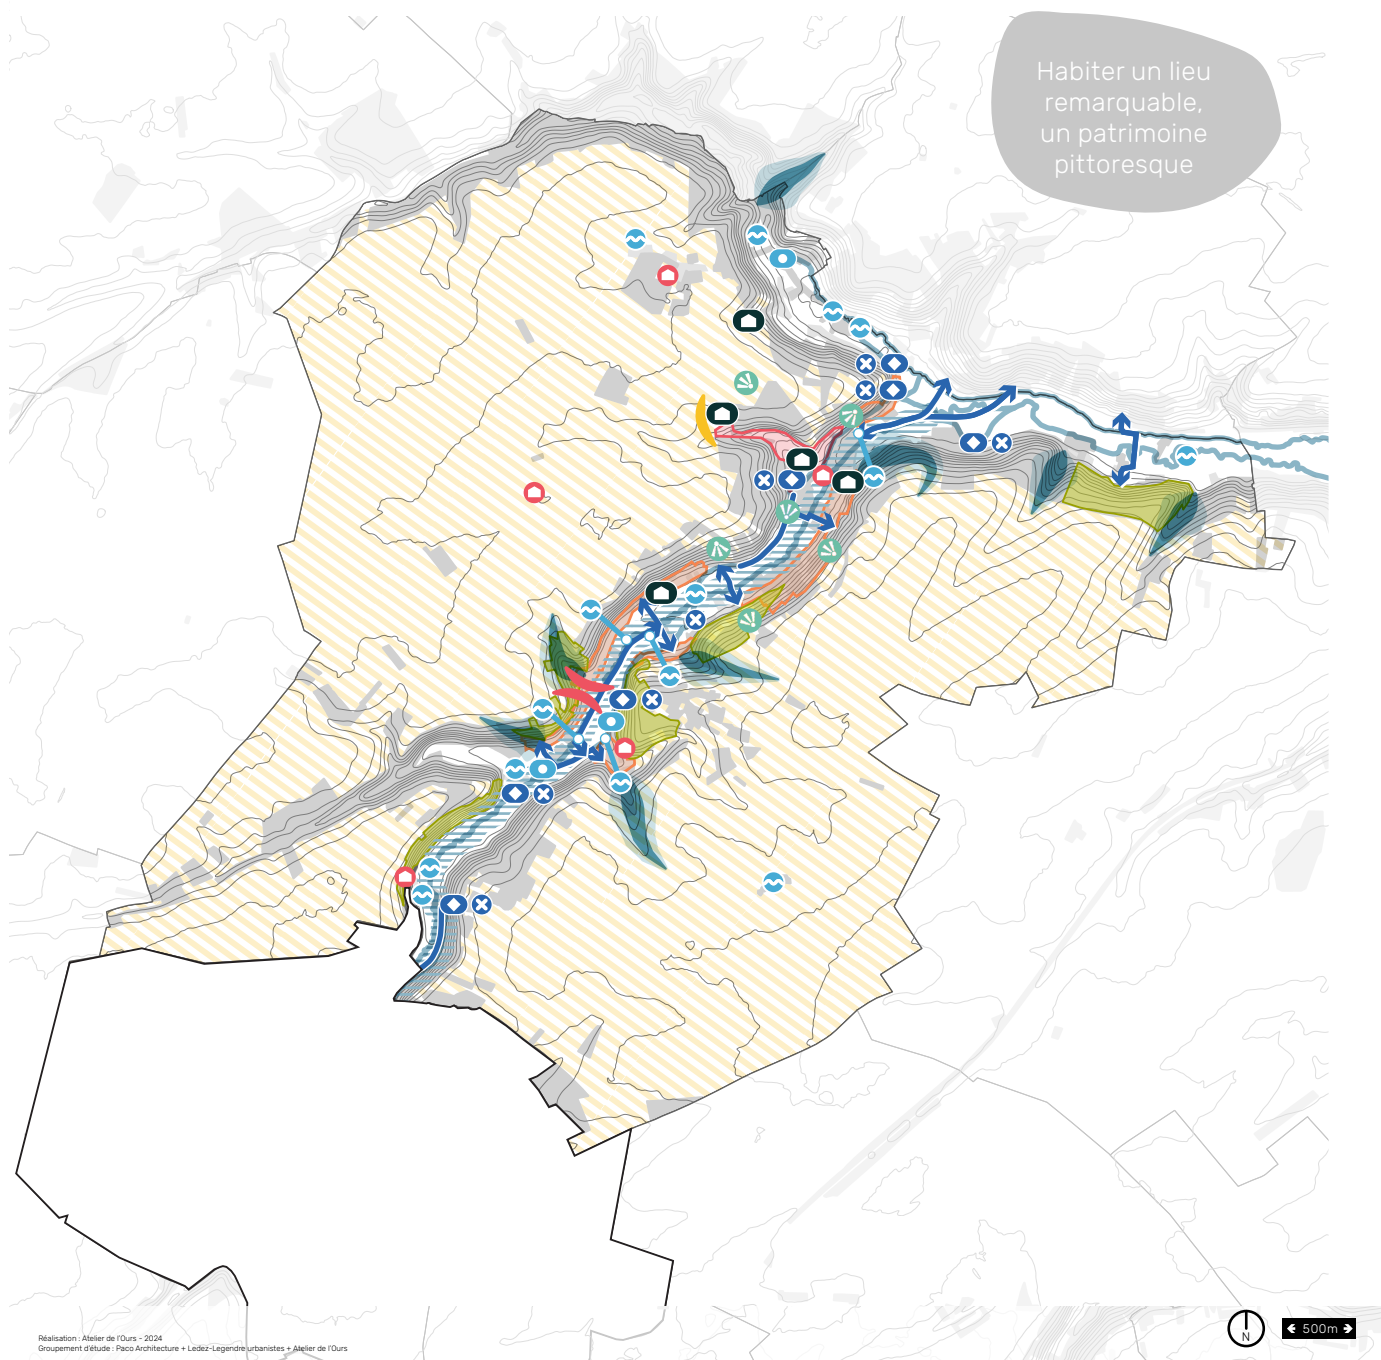 Habiter un lieu
remarquable,
un patrimoine
pittoresque
N
500m
Réalisation : Atelier de l'Ours - 2024
Groupement d'étude : Paco Architecture + Ledez-Legendre urbanistes + Atelier de l'Ours